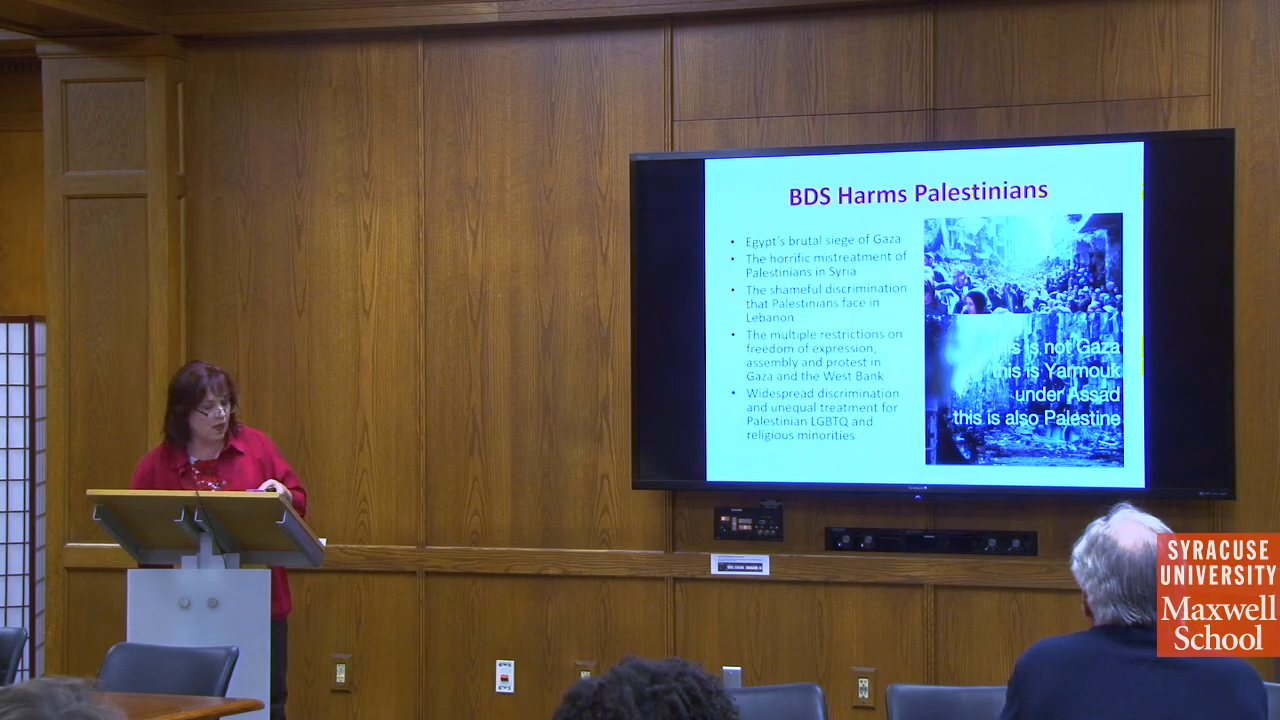 BDS Harms Palestinians
• Egypt's brutal siege of Gaza
• The horrific mistreatment of
Palestinians in Syria
• The shameful discrimination
that Palestinians face in
Lebanon
• The multiple restrictions on
freedom of expression,
assembly and protest in
Gaza and the West Bank
• Widespread discrimination
and unequal treatment for
Palestinian LGBTQ and
religious minorities
this is not Gaza
this is Yarmouk
under Assad
this is also Palestine
SYRACUSE
UNIVERSITY
Maxwell
School